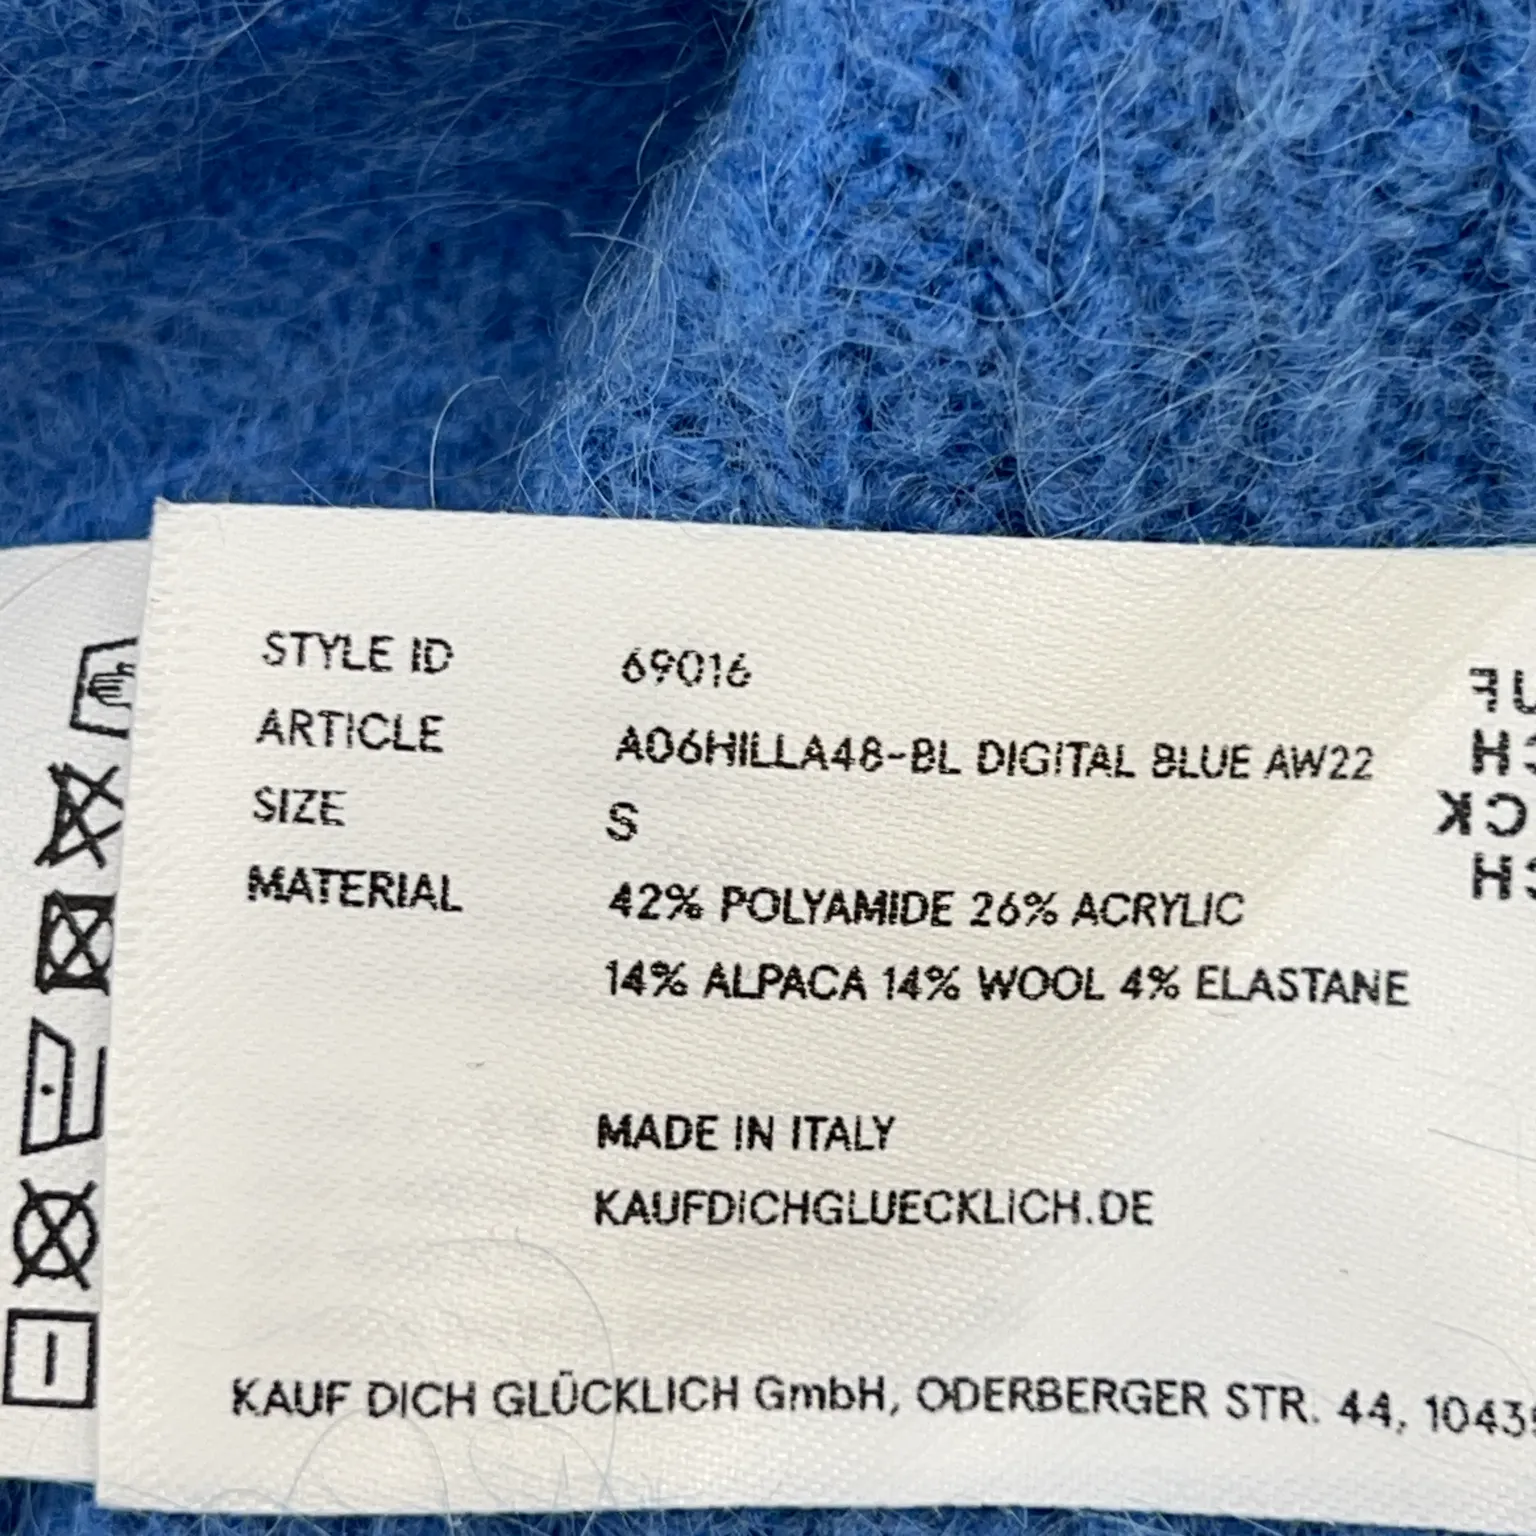 STYLE ID 69016
ARTICLE A06HILLA48-BL DIGITAL BLUE AW22
SIZE S
MATERIAL 42% POLYAMIDE 26% ACRYLIC
14% ALPACA 14% WOOL 4% ELASTANE
MADE IN ITALY
KAUFDICHGLUECKLICH.DE
KAUF DICH GLÜCKLICH GmbH, ODERBERGER STR. 44,